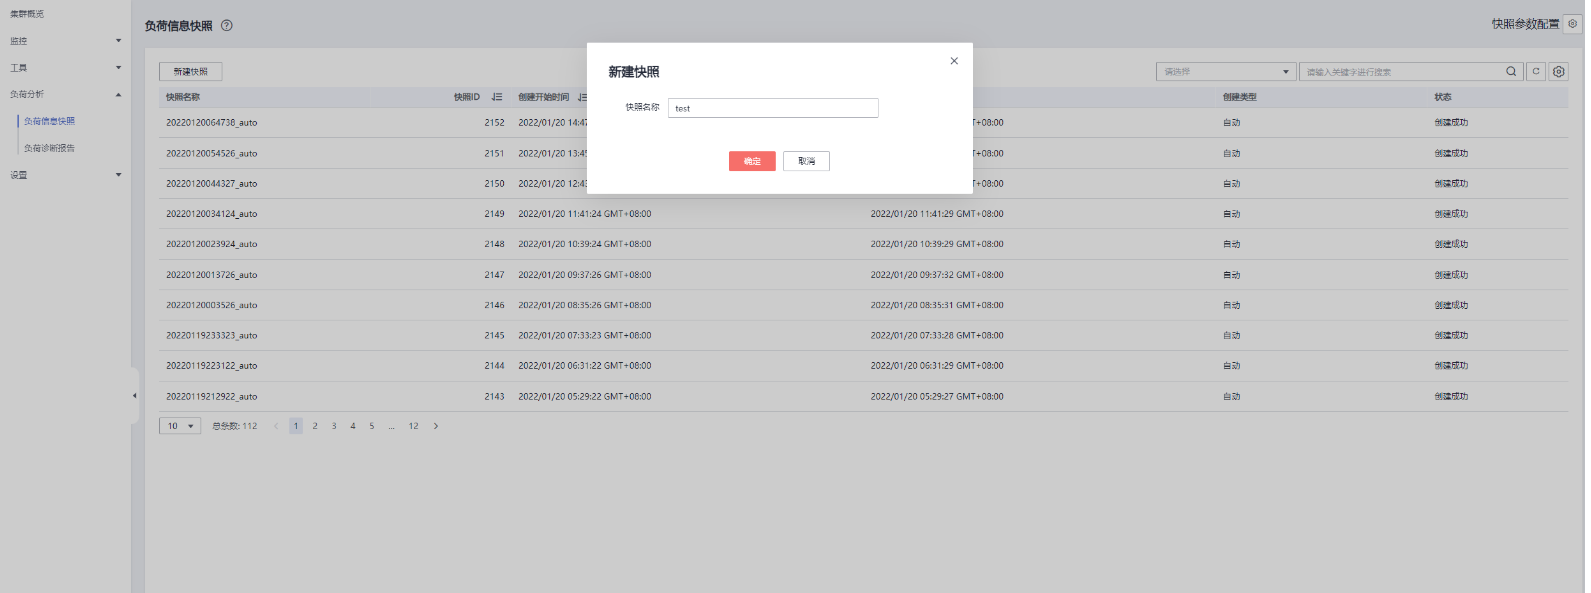 集群概览
监控
工具
负荷分析
负荷信息快照
负荷诊断报告
设置
负荷信息快照
快照参数配置
新建快照
请选择
请输入关键字进行搜索
快照名称 快照ID 创建开始时间 创建类型 状态
20220120064738_auto 2152 2022/01/20 14:47 T+08:00 自动 创建成功
20220120054526_auto 2151 2022/01/20 13:45 T+08:00 自动 创建成功
20220120044327_auto 2150 2022/01/20 12:43 T+08:00 自动 创建成功
20220120034124_auto 2149 2022/01/20 11:41:24 GMT+08:00 2022/01/20 11:41:29 GMT+08:00 自动 创建成功
20220120023924_auto 2148 2022/01/20 10:39:24 GMT+08:00 2022/01/20 10:39:29 GMT+08:00 自动 创建成功
20220120013726_auto 2147 2022/01/20 09:37:26 GMT+08:00 2022/01/20 09:37:32 GMT+08:00 自动 创建成功
20220120003526_auto 2146 2022/01/20 08:35:26 GMT+08:00 2022/01/20 08:35:31 GMT+08:00 自动 创建成功
20220119233323_auto 2145 2022/01/20 07:33:23 GMT+08:00 2022/01/20 07:33:28 GMT+08:00 自动 创建成功
20220119223122_auto 2144 2022/01/20 06:31:22 GMT+08:00 2022/01/20 06:31:29 GMT+08:00 自动 创建成功
20220119212922_auto 2143 2022/01/20 05:29:22 GMT+08:00 2022/01/20 05:29:27 GMT+08:00 自动 创建成功
10 总条数: 112 1 2 3 4 5 ... 12
新建快照
快照名称 test
确定 取消